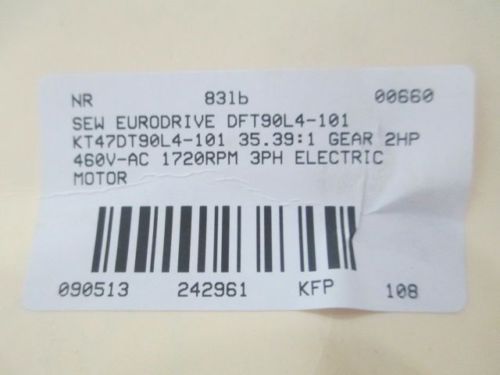 NR 831b 00660
SEW EURODRIVE DFT90L4-101
KT47DT90L4-101 35.39:1 GEAR 2HP
460V-AC 1720RPM 3PH ELECTRIC
MOTOR
090513 242961 KFP 108